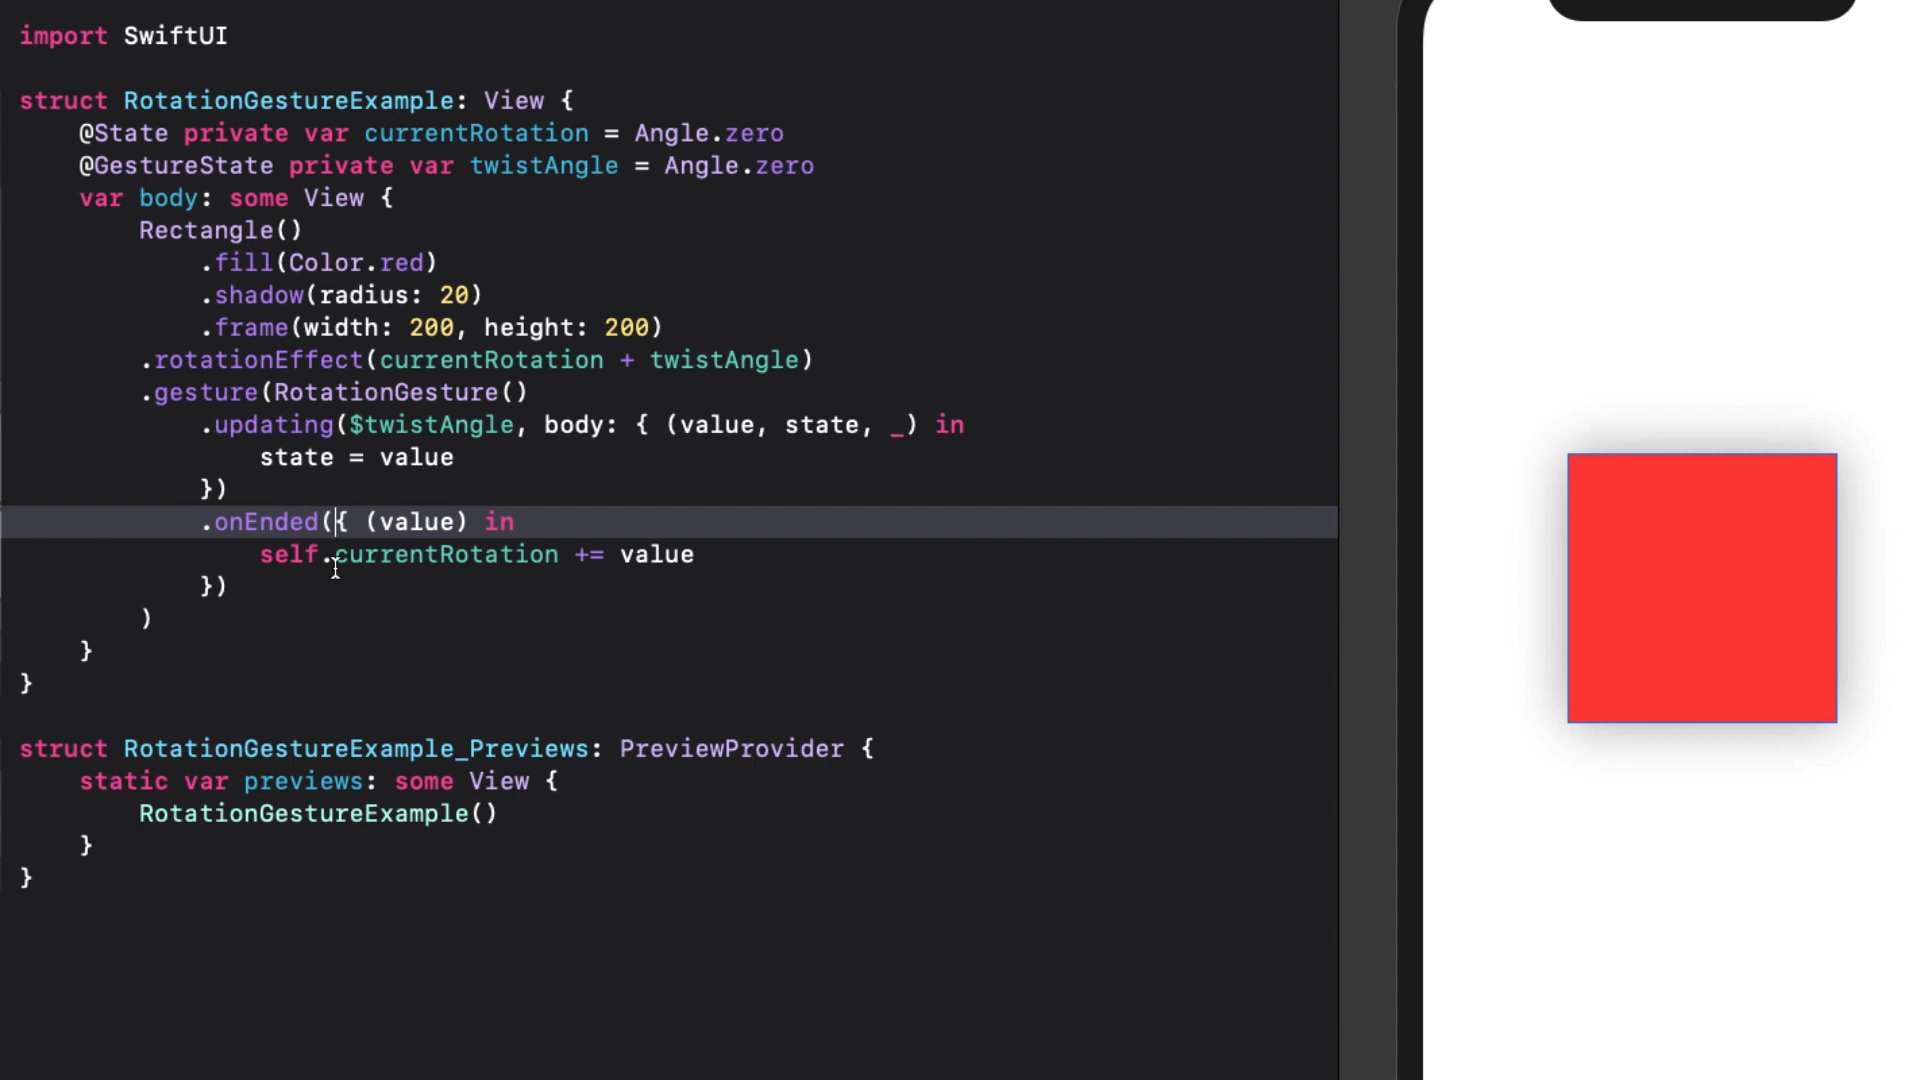 import SwiftUI
struct RotationGestureExample: View {
@State private var currentRotation = Angle.zero
@GestureState private var twistAngle = Angle.zero
var body: some View {
Rectangle()
.fill(Color.red)
.shadow(radius: 20)
.frame(width: 200, height: 200)
.rotationEffect(currentRotation + twistAngle)
.gesture(RotationGesture()
.updating($twistAngle, body: { (value, state, _) in
state = value
})
.onEnded({ (value) in
self.currentRotation += value
})
)
}
}
struct RotationGestureExample_Previews: PreviewProvider {
static var previews: some View {
RotationGestureExample()
}
}